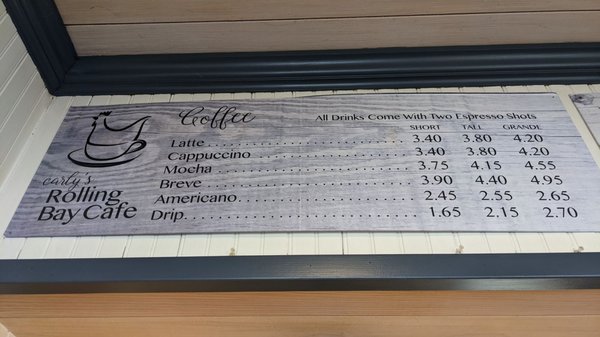 Coffee
All Drinks Come With Two Espresso Shots
SHORT TALL GRANDE
Latte 3.40 3.80 4.20
Cappuccino 3.40 3.80 4.20
Mocha 3.75 4.15 4.55
Breve 3.90 4.40 4.95
Americano 2.45 2.55 2.65
Drip 1.65 2.15 2.70
carly's
Rolling
Bay Cafe